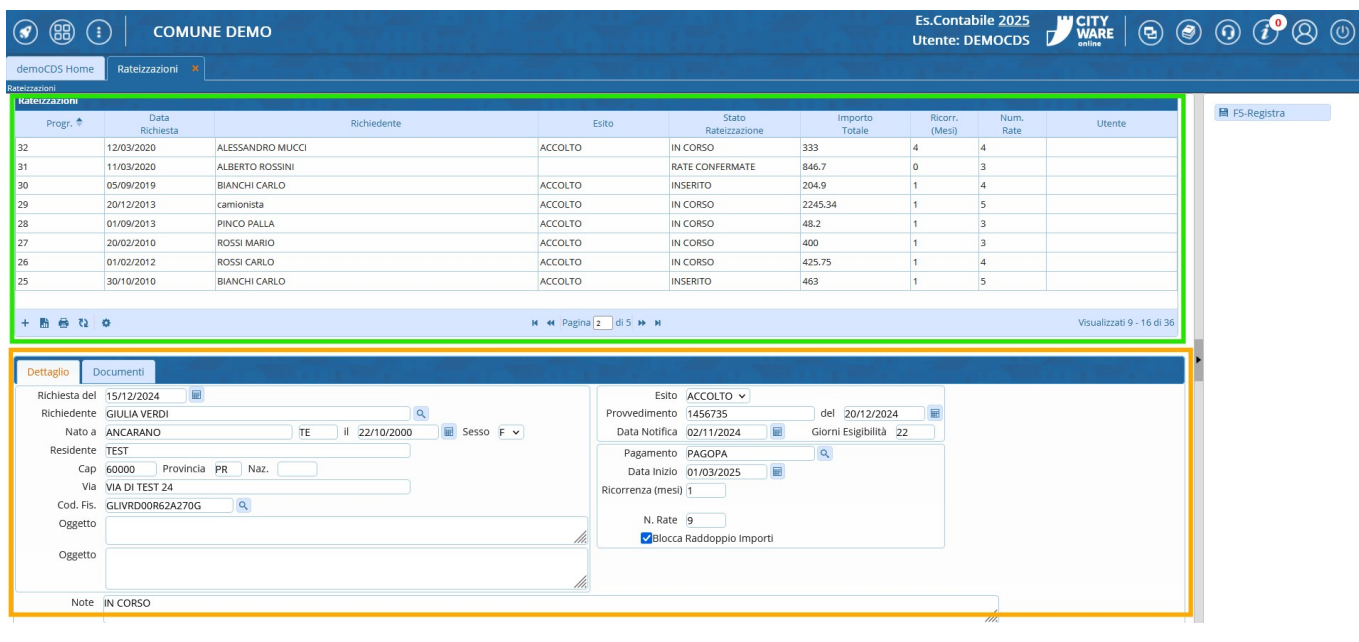 COMUNE DEMO
Es.Contabile 2025
Utente: DEMOCDS
CITY
WARE
online
0
demoCDS Home Rateizzazioni ×
Rateizzazioni
Rateizzazioni
Progr. Data Richiesta Richiedente Esito Stato Rateizzazione Importo Totale Ricorr. (Mesi) Num. Rate Utente
32 12/03/2020 ALESSANDRO MUCCI ACCOLTO IN CORSO 333 4 4
31 11/03/2020 ALBERTO ROSSINI RATE CONFERMATE 846.7 0 3
30 05/09/2019 BIANCHI CARLO ACCOLTO INSERITO 204.9 1 4
29 20/12/2013 camionista ACCOLTO IN CORSO 2245.34 1 5
28 01/09/2013 PINCO PALLA ACCOLTO IN CORSO 48.2 1 3
27 20/02/2010 ROSSI MARIO ACCOLTO IN CORSO 400 1 3
26 01/02/2012 ROSSI CARLO ACCOLTO IN CORSO 425.75 1 4
25 30/10/2010 BIANCHI CARLO ACCOLTO INSERITO 463 1 5
Pagina 2 di 5 Visualizzati 9 - 16 di 36
F5-Registra
Dettaglio Documenti
Richiesta del 15/12/2024
Richiedente GIULIA VERDI
Nato a ANCARANO TE il 22/10/2000 Sesso F
Residente TEST
Cap 60000 Provincia PR Naz.
Via VIA DI TEST 24
Cod. Fis. GLIVRD00R62A270G
Oggetto
Oggetto
Esito ACCOLTO
Provvedimento 1456735 del 20/12/2024
Data Notifica 02/11/2024 Giorni Esigibilità 22
Pagamento PAGOPA
Data Inizio 01/03/2025
Ricorrenza (mesi) 1
N. Rate 9
Blocca Raddoppio Importi
Note IN CORSO